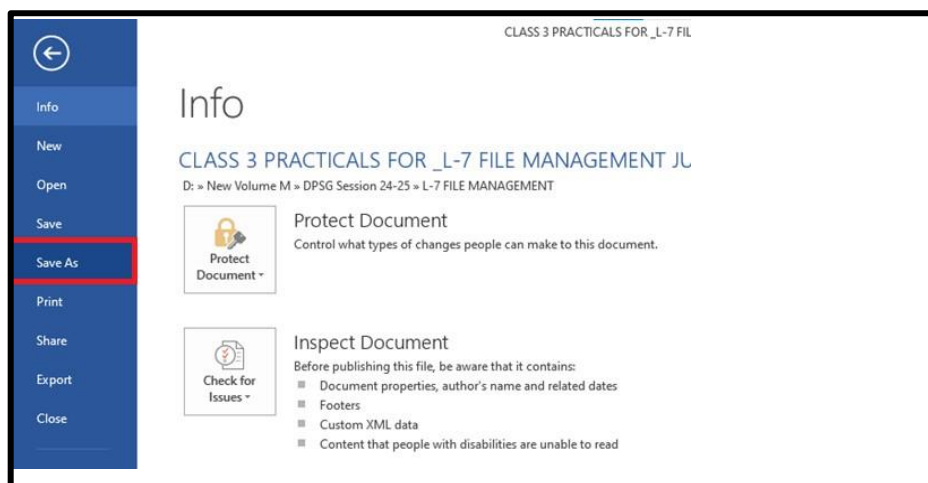 CLASS 3 PRACTICALS FOR _L-7 FIL
Info
New
Open
Save
Save As
Print
Share
Export
Close
Info
CLASS 3 PRACTICALS FOR _L-7 FILE MANAGEMENT JU
D: » New Volume M » DPSG Session 24-25 » L-7 FILE MANAGEMENT
Protect
Document
Protect Document
Control what types of changes people can make to this document.
Check for
Issues
Inspect Document
Before publishing this file, be aware that it contains:
Document properties, author's name and related dates
Footers
Custom XML data
Content that people with disabilities are unable to read